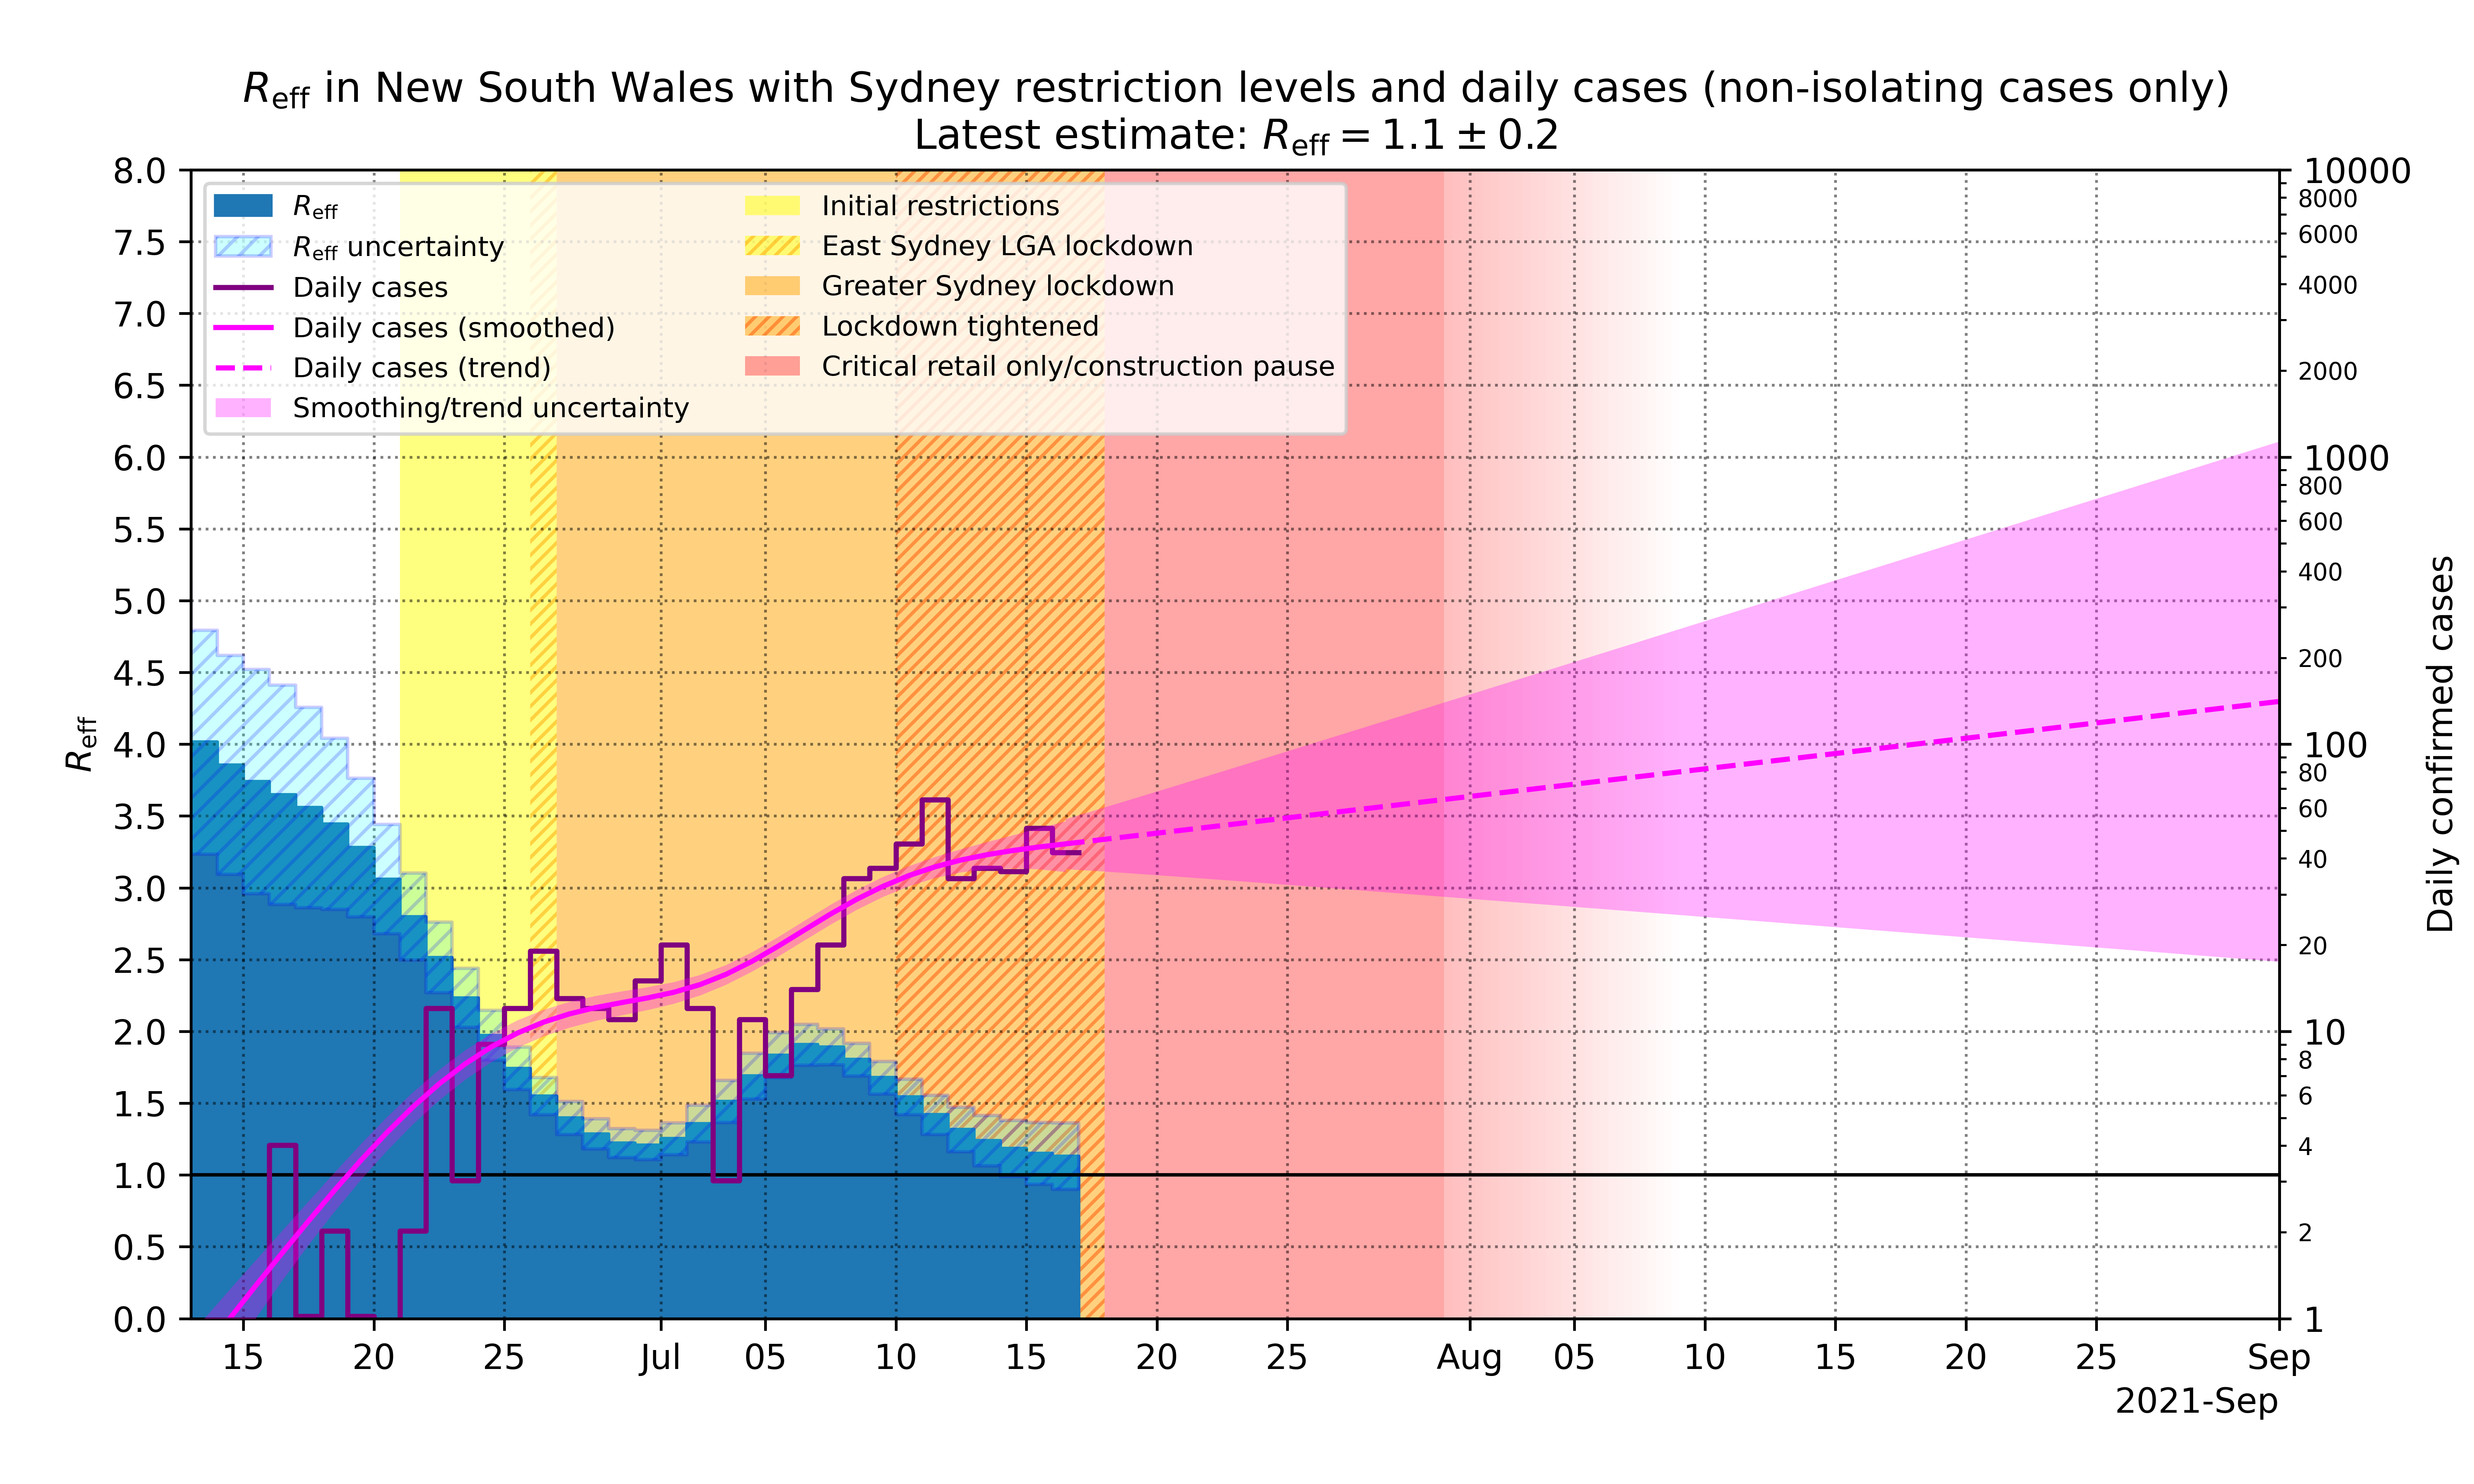 Reff in New South Wales with Sydney restriction levels and daily cases (non-isolating cases only)
Latest estimate: Reff = 1.1 ± 0.2
Reff
Reff uncertainty
Daily cases
Daily cases (smoothed)
Daily cases (trend)
Smoothing/trend uncertainty
Initial restrictions
East Sydney LGA lockdown
Greater Sydney lockdown
Lockdown tightened
Critical retail only/construction pause
Reff
8.0
7.5
7.0
6.5
6.0
5.5
5.0
4.5
4.0
3.5
3.0
2.5
2.0
1.5
1.0
0.5
0.0
10000
8000
6000
4000
2000
1000
800
600
400
200
100
80
60
40
20
10
8
6
4
2
1
Daily confirmed cases
15 20 25 Jul 05 10 15 20 25 Aug 05 10 15 20 25 Sep
2021-Sep